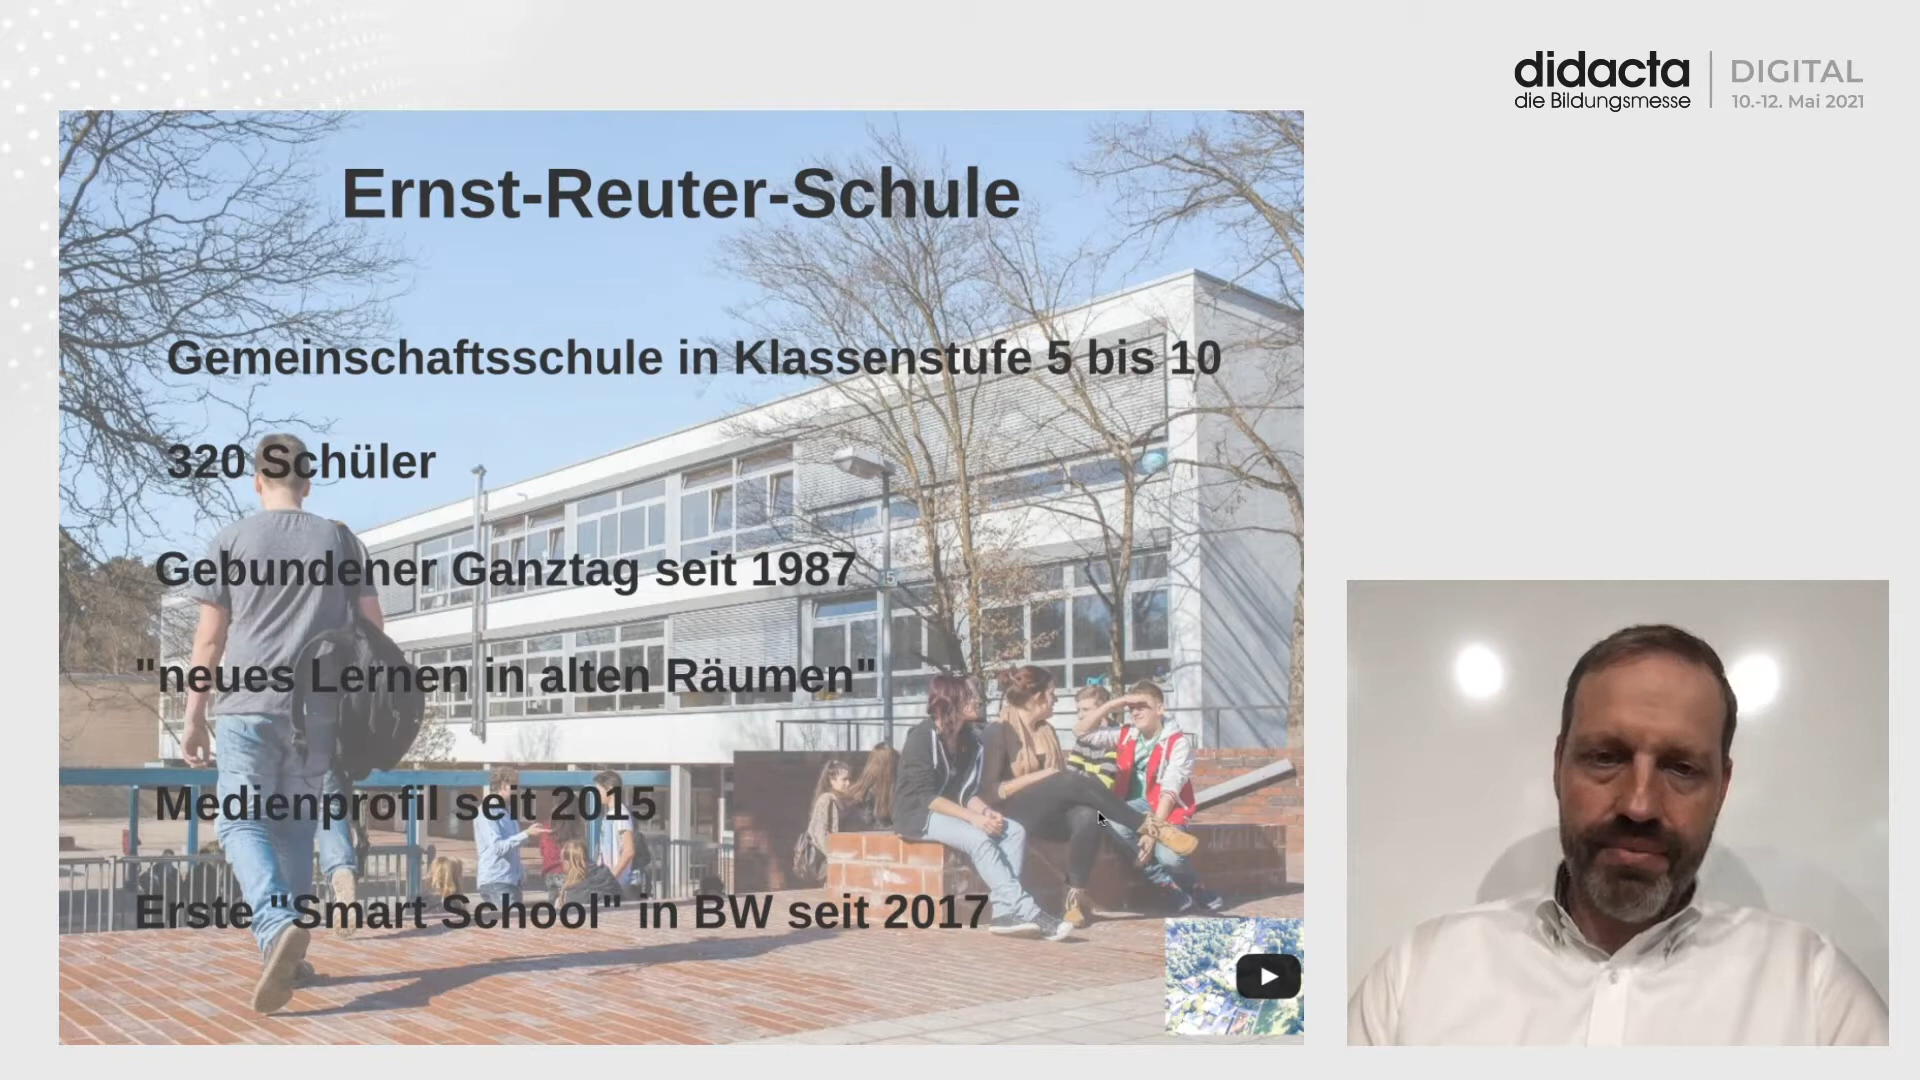 didacta
die Bildungsmesse
DIGITAL
10.-12. Mai 2021
Ernst-Reuter-Schule
Gemeinschaftsschule in Klassenstufe 5 bis 10
320 Schüler
Gebundener Ganztag seit 1987
"neues Lernen in alten Räumen"
Medienprofil seit 2015
Erste "Smart School" in BW seit 2017